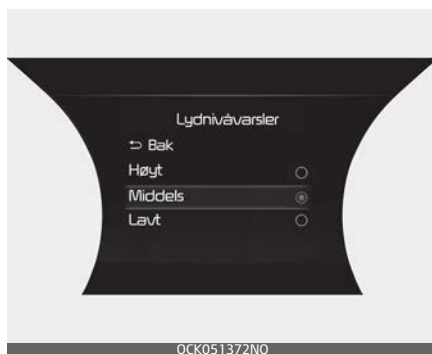 Lydnivåvarsler
⮌ Bak
Høyt
Middels
Lavt
OCK051372NO